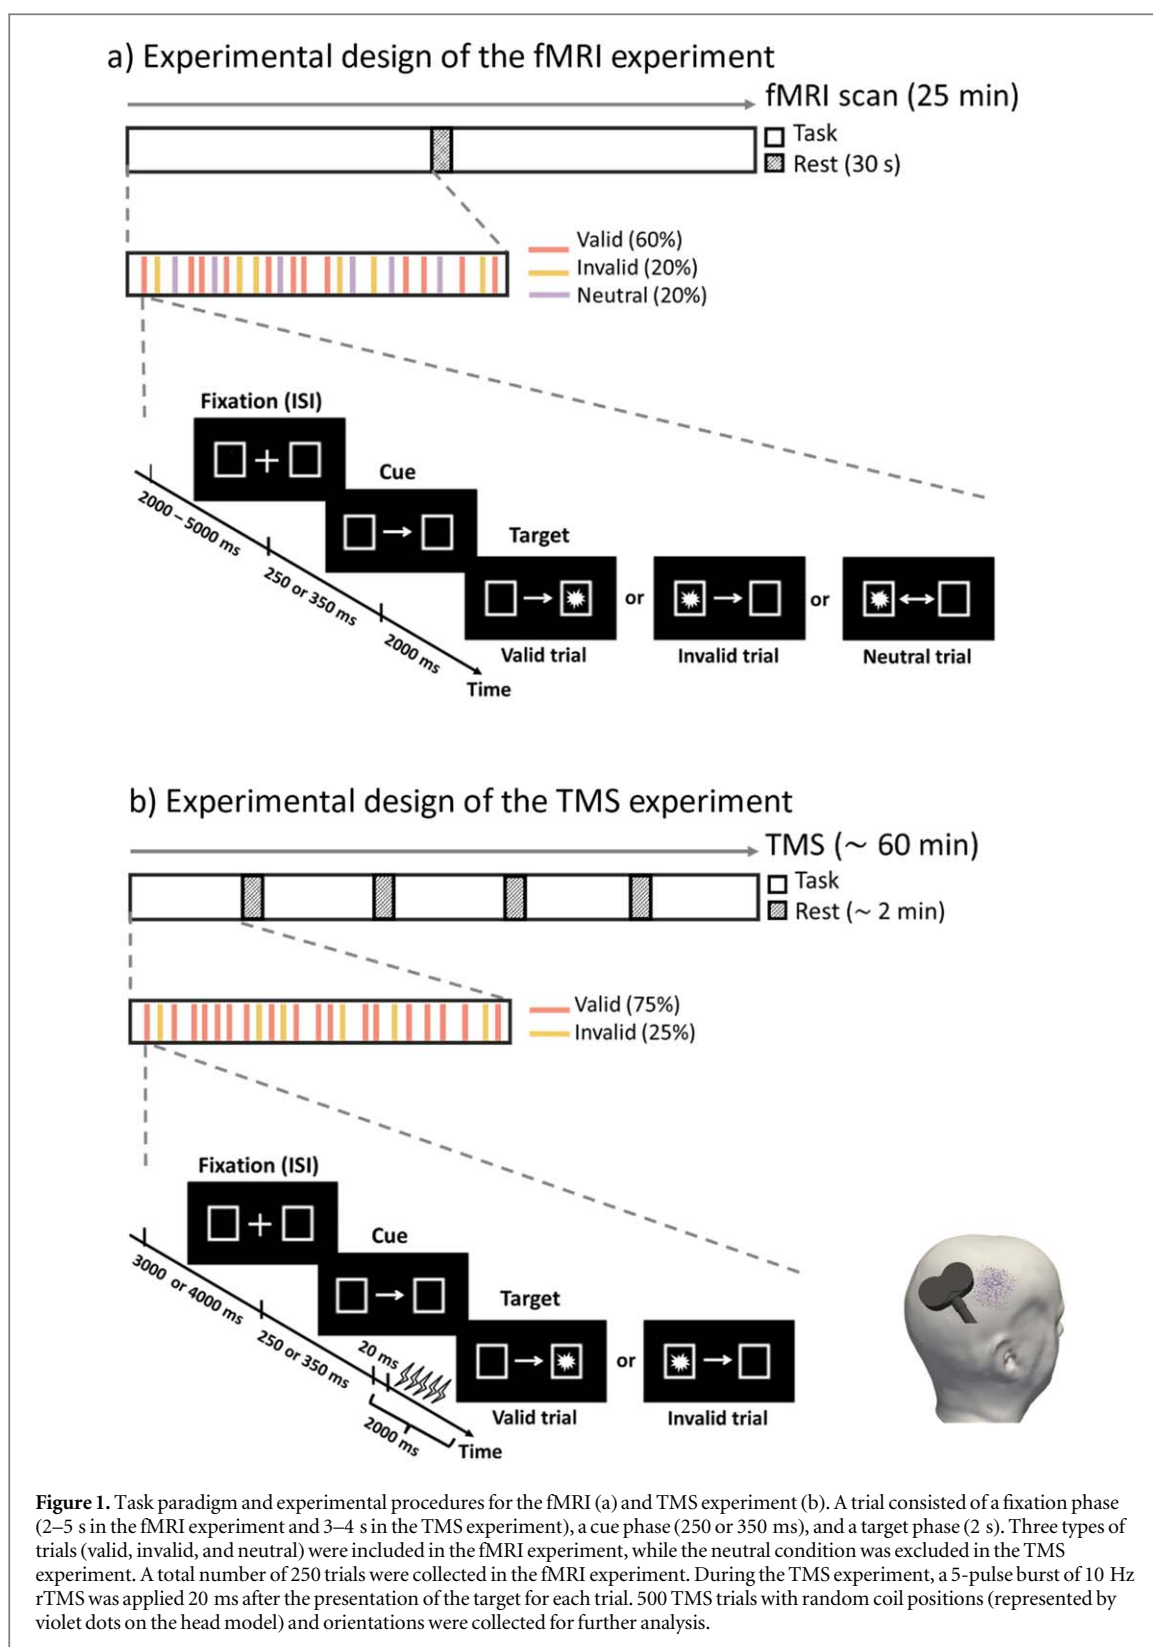 a) Experimental design of the fMRI experiment
fMRI scan (25 min)
Task
Rest (30 s)
Valid (60%)
Invalid (20%)
Neutral (20%)
Fixation (ISI)
Cue
Target
2000 – 5000 ms
250 or 350 ms
2000 ms
Time
or
or
Valid trial
Invalid trial
Neutral trial
b) Experimental design of the TMS experiment
TMS (~ 60 min)
Task
Rest (~ 2 min)
Valid (75%)
Invalid (25%)
Fixation (ISI)
Cue
Target
3000 or 4000 ms
250 or 350 ms
20 ms
2000 ms
Time
or
Valid trial
Invalid trial
Figure 1. Task paradigm and experimental procedures for the fMRI (a) and TMS experiment (b). A trial consisted of a fixation phase
(2–5 s in the fMRI experiment and 3–4 s in the TMS experiment), a cue phase (250 or 350 ms), and a target phase (2 s). Three types of
trials (valid, invalid, and neutral) were included in the fMRI experiment, while the neutral condition was excluded in the TMS
experiment. A total number of 250 trials were collected in the fMRI experiment. During the TMS experiment, a 5-pulse burst of 10 Hz
rTMS was applied 20 ms after the presentation of the target for each trial. 500 TMS trials with random coil positions (represented by
violet dots on the head model) and orientations were collected for further analysis.